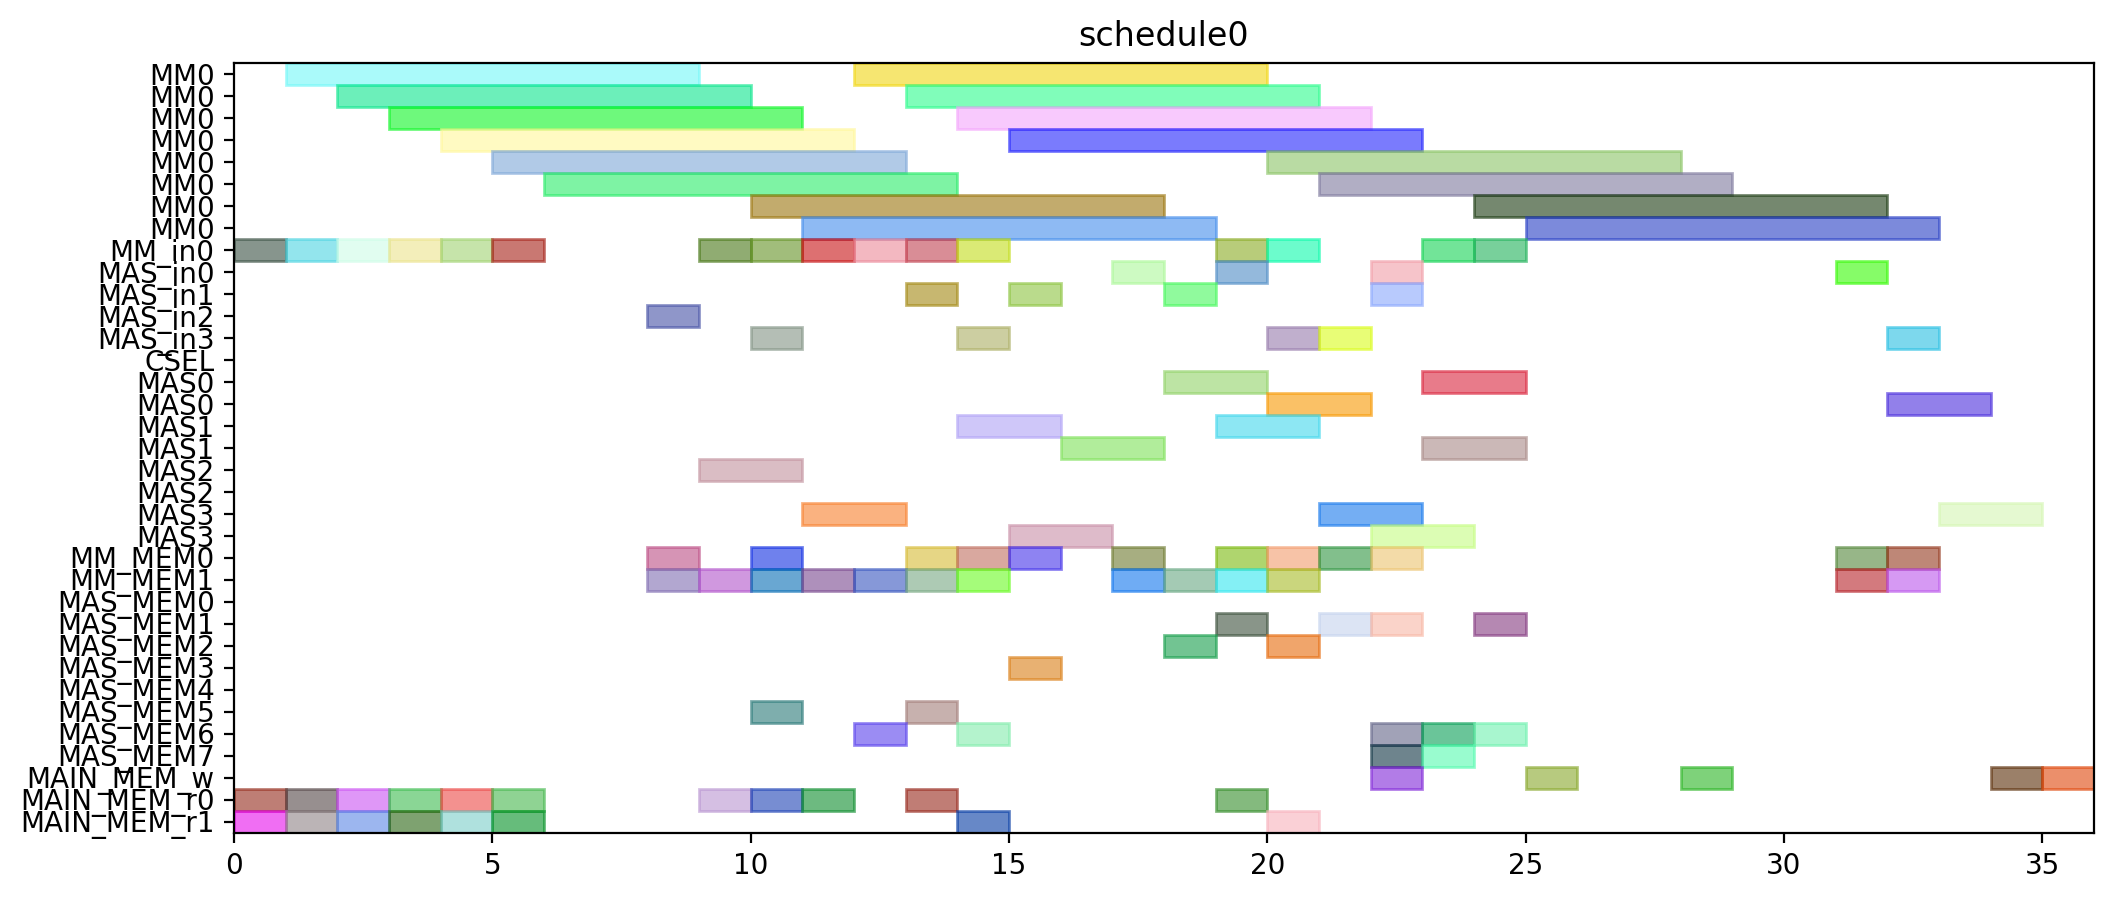 schedule0
MM0
MM0
MM0
MM0
MM0
MM0
MM0
MM0
MM_in0
MAS_in0
MAS_in1
MAS_in2
MAS_in3
CSEL
MAS0
MAS0
MAS1
MAS1
MAS2
MAS2
MAS3
MAS3
MM_MEM0
MM_MEM1
MAS_MEM0
MAS_MEM1
MAS_MEM2
MAS_MEM3
MAS_MEM4
MAS_MEM5
MAS_MEM6
MAS_MEM7
MAIN_MEM_w
MAIN_MEM_r0
MAIN_MEM_r1
0 5 10 15 20 25 30 35